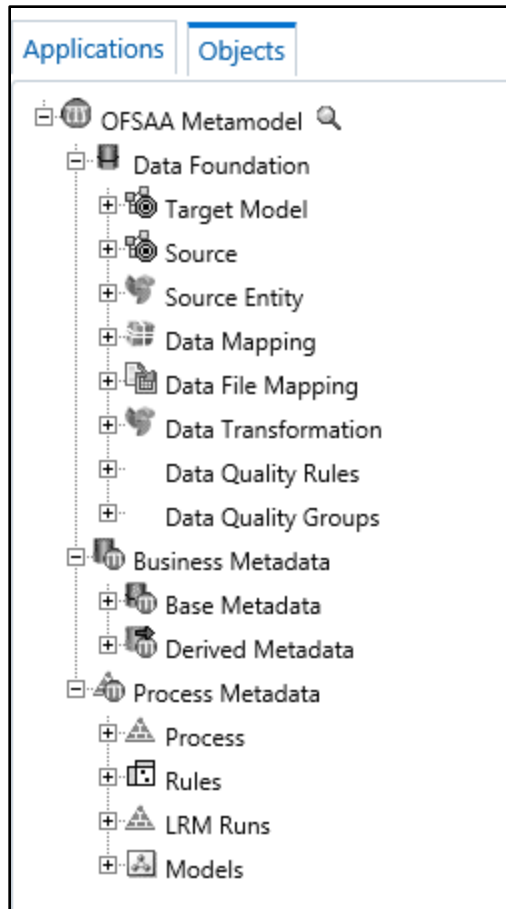 Applications Objects
OFSAA Metamodel
Data Foundation
Target Model
Source
Source Entity
Data Mapping
Data File Mapping
Data Transformation
Data Quality Rules
Data Quality Groups
Business Metadata
Base Metadata
Derived Metadata
Process Metadata
Process
Rules
LRM Runs
Models